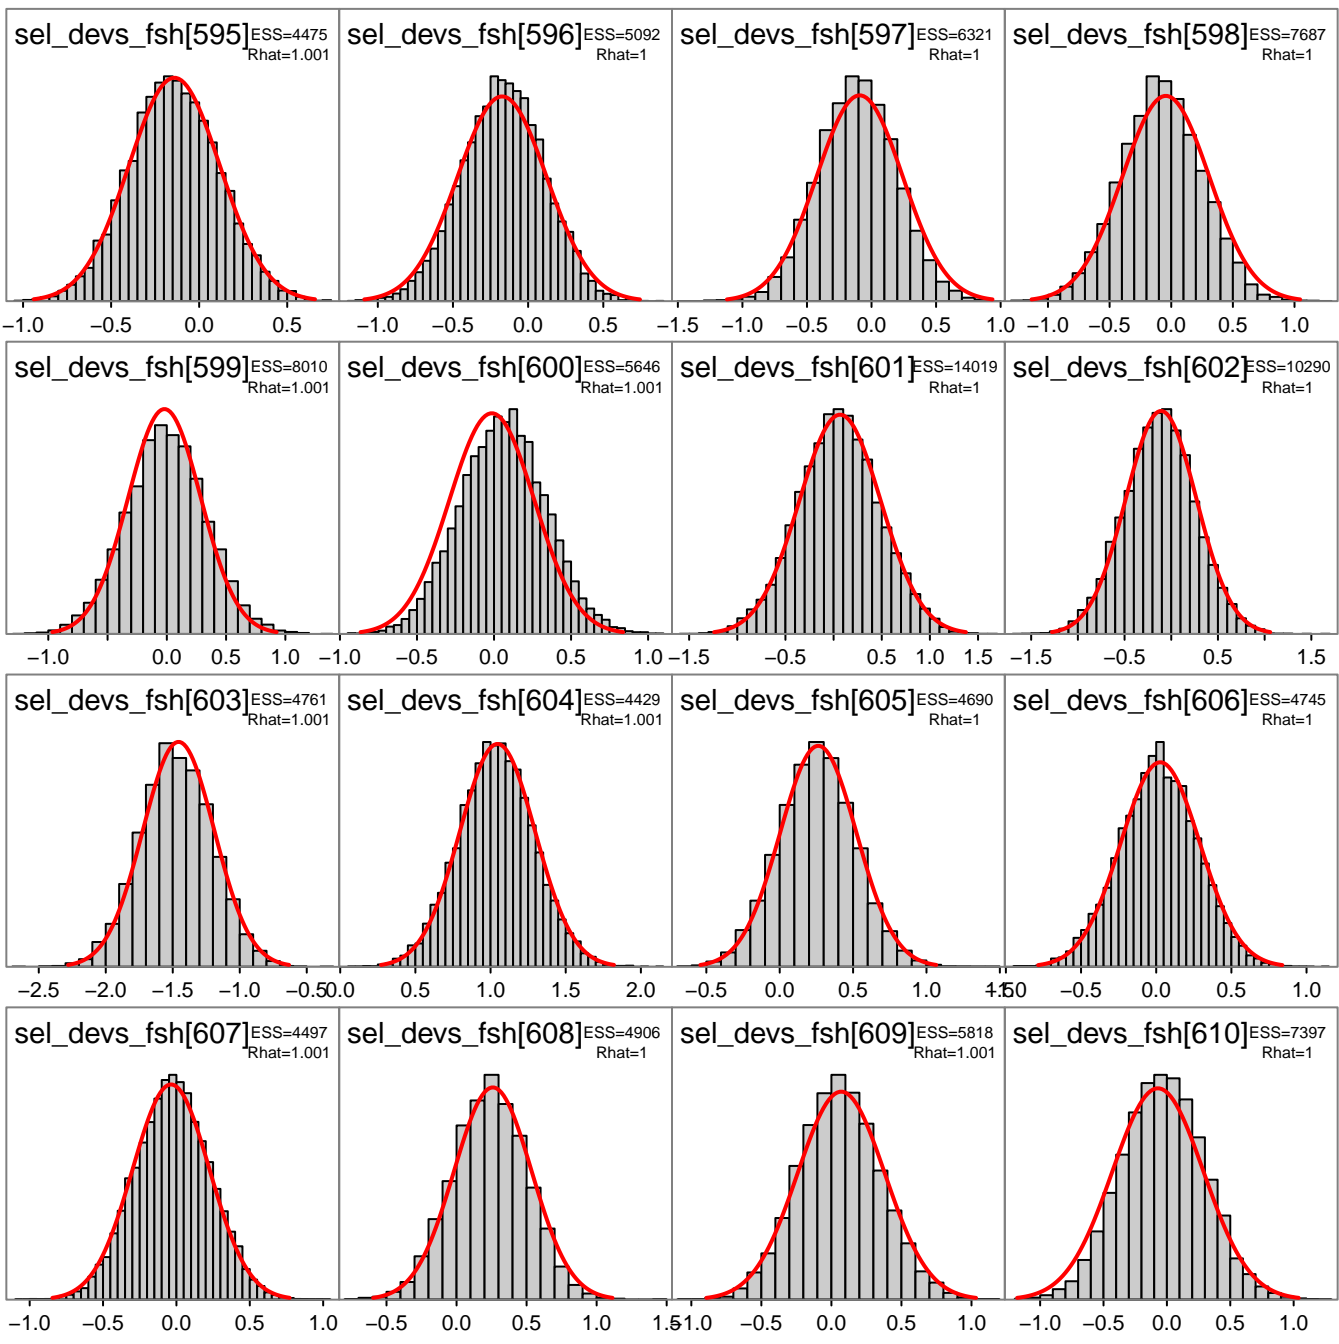 sel_devs_fsh[595] ESS=4475 sel_devs_fsh[596] ESS=5092 sel_devs_fsh[597] ESS=6321 sel_devs_fsh[598] ESS=7687
Rhat=1.001 Rhat=1 Rhat=1 Rhat=1
−1.0 −0.5 0.0 0.5 −1.0 −0.5 0.0 0.5 −1.5 −1.0 −0.5 0.0 0.5 1.0 −1.0 −0.5 0.0 0.5 1.0
sel_devs_fsh[599] ESS=8010 sel_devs_fsh[600] ESS=5646 sel_devs_fsh[601] ESS=14019 sel_devs_fsh[602] ESS=10290
Rhat=1.001 Rhat=1.001 Rhat=1 Rhat=1
−1.0 0.0 0.5 1.0 −1.0 −0.5 0.0 0.5 1.0 −1.5 −0.5 0.5 1.0 1.5 −1.5 −0.5 0.5 1.5
sel_devs_fsh[603] ESS=4761 sel_devs_fsh[604] ESS=4429 sel_devs_fsh[605] ESS=4690 sel_devs_fsh[606] ESS=4745
Rhat=1.001 Rhat=1.001 Rhat=1 Rhat=1
−2.5 −2.0 −1.5 −1.0 −0.5 0.0 0.5 1.0 1.5 2.0 −0.5 0.0 0.5 1.0 −0.5 0.0 0.5 1.0
sel_devs_fsh[607] ESS=4497 sel_devs_fsh[608] ESS=4906 sel_devs_fsh[609] ESS=5818 sel_devs_fsh[610] ESS=7397
Rhat=1.001 Rhat=1 Rhat=1.001 Rhat=1
−1.0 −0.5 0.0 0.5 1.0 −0.5 0.0 0.5 1.0 1.5 −1.0 −0.5 0.0 0.5 1.0 −1.0 −0.5 0.0 0.5 1.0